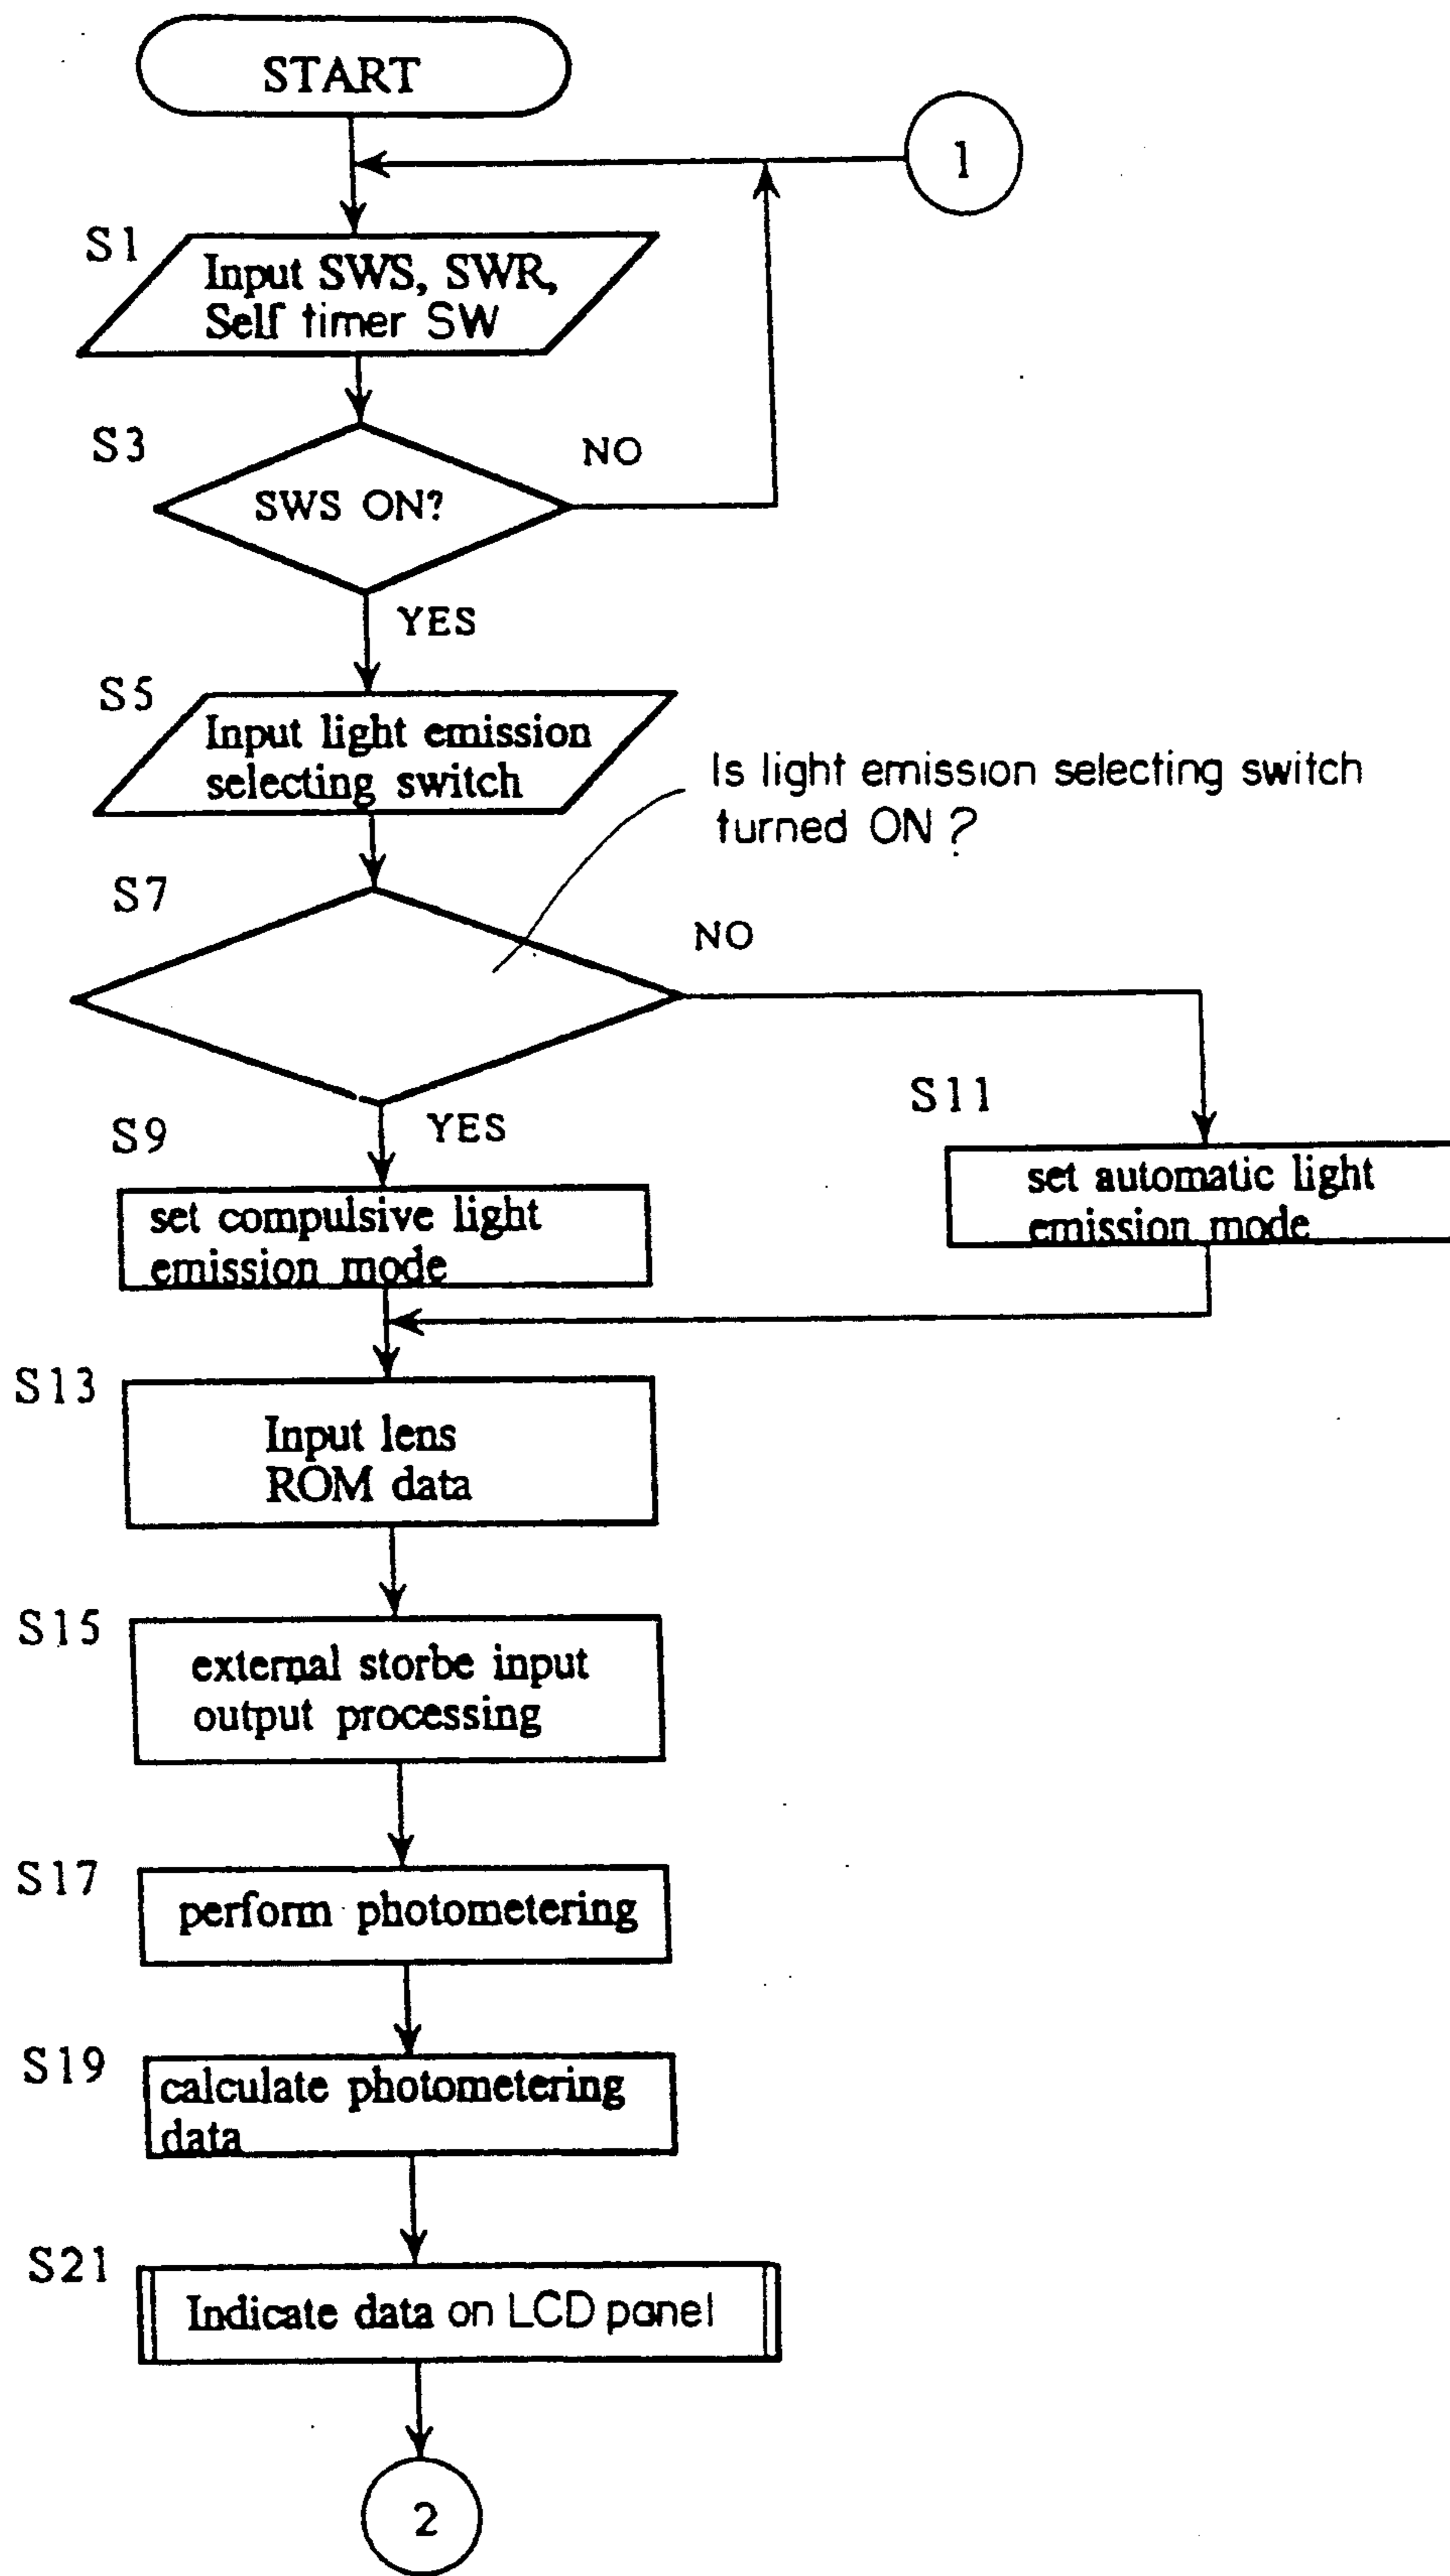 START
1
S1
Input SWS, SWR,
Self timer SW
S3
NO
SWS ON?
YES
S5
Input light emission
selecting switch
Is light emission selecting switch
turned ON?
S7
NO
S11
S9
YES
set automatic light
emission mode
set compulsive light
emission mode
S13
Input lens
ROM data
S15
external storbe input
output processing
S17
perform photometering
S19
calculate photometering
data
S21
Indicate data on LCD panel
2